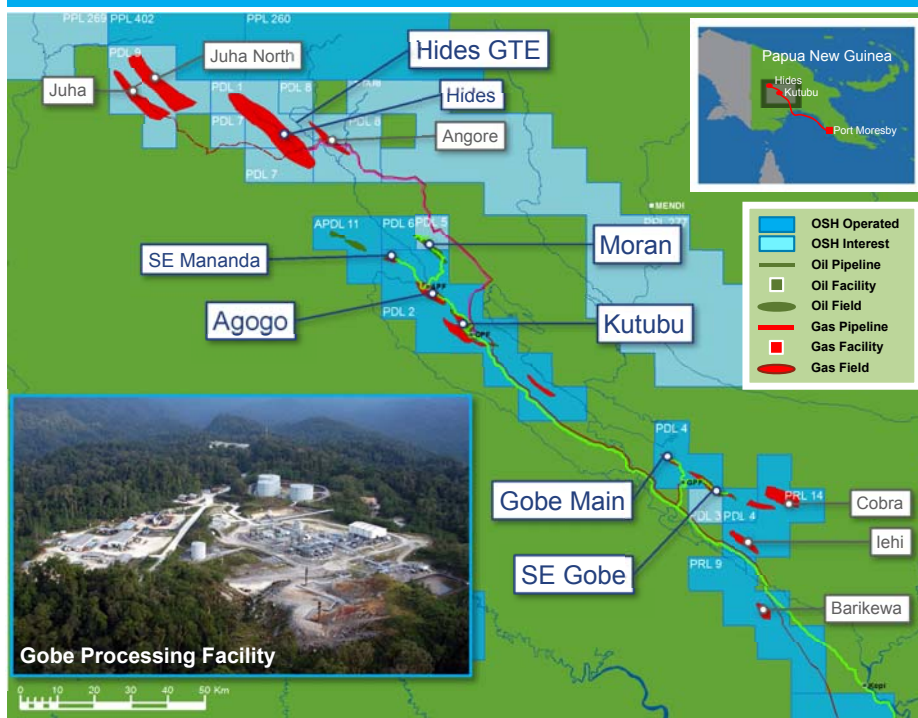 PPL 269
PPL 402
PPL 260
PDL 9
Juha North
Juha
Hides GTE
PDL 1
PDL 8
Hides
PDL 7
PDL 8
Angore
PDL 7
Papua New Guinea
Hides
Kutubu
Port Moresby
MENDI
APDL 11
PDL 6
PDL 5
Moran
SE Mananda
Agogo
PDL 2
Kutubu
CPF
OSH Operated
OSH Interest
Oil Pipeline
Oil Facility
Oil Field
Gas Pipeline
Gas Facility
Gas Field
PDL 4
Gobe Main
GPF
PRL 14
Cobra
PDL 3
PDL 4
Iehi
SE Gobe
PRL 9
Barikewa
Kopi
Gobe Processing Facility
0 10 20 30 40 50 Km